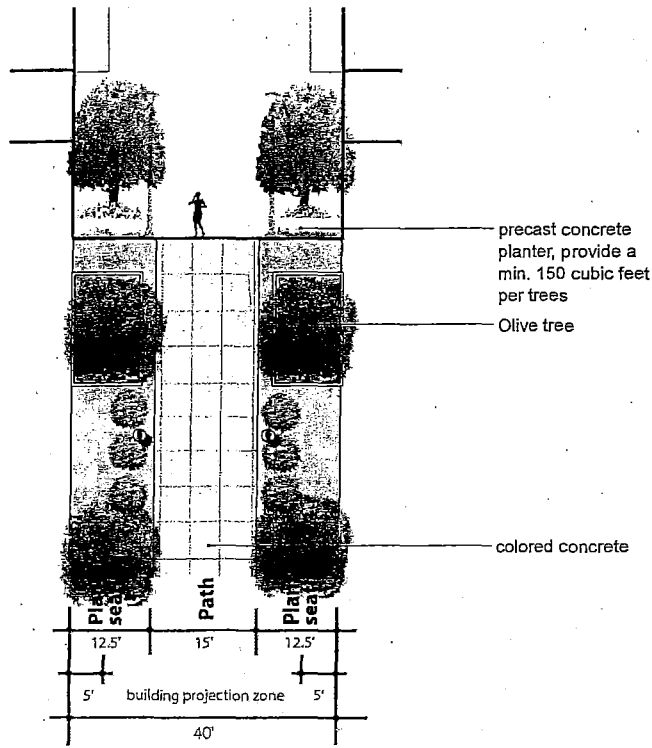 precast concrete
planter, provide a
min. 150 cubic feet
per trees
Olive tree
colored concrete
Path
12.5' 15' 12.5'
5' building projection zone 5'
40'